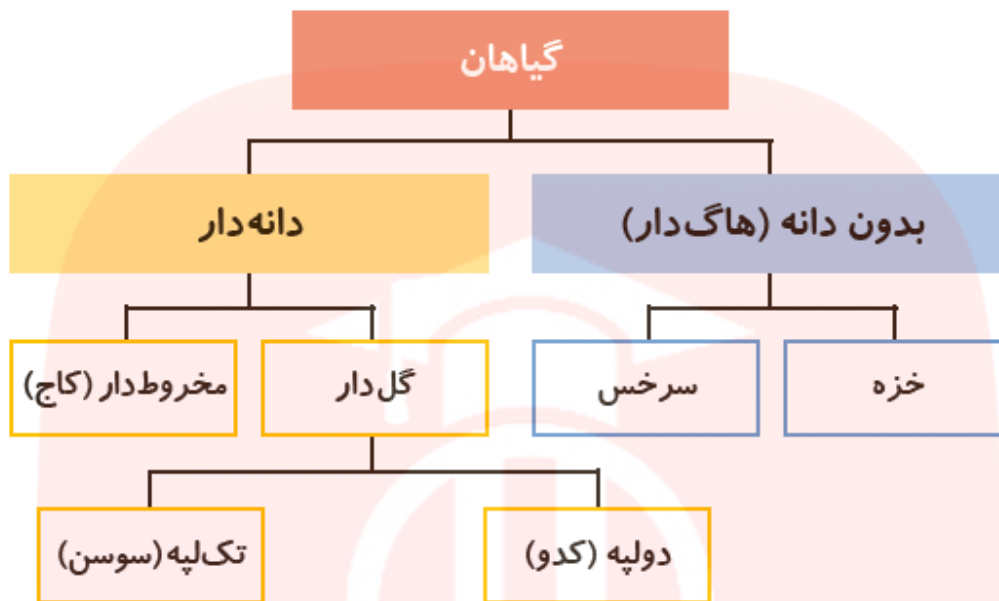 گیاهان
بدون دانه (هاگ‌دار)
دانه‌دار
خزه
سرخس
گل‌دار
مخروط‌دار (کاج)
دولپه (کدو)
تک‌لپه (سوسن)